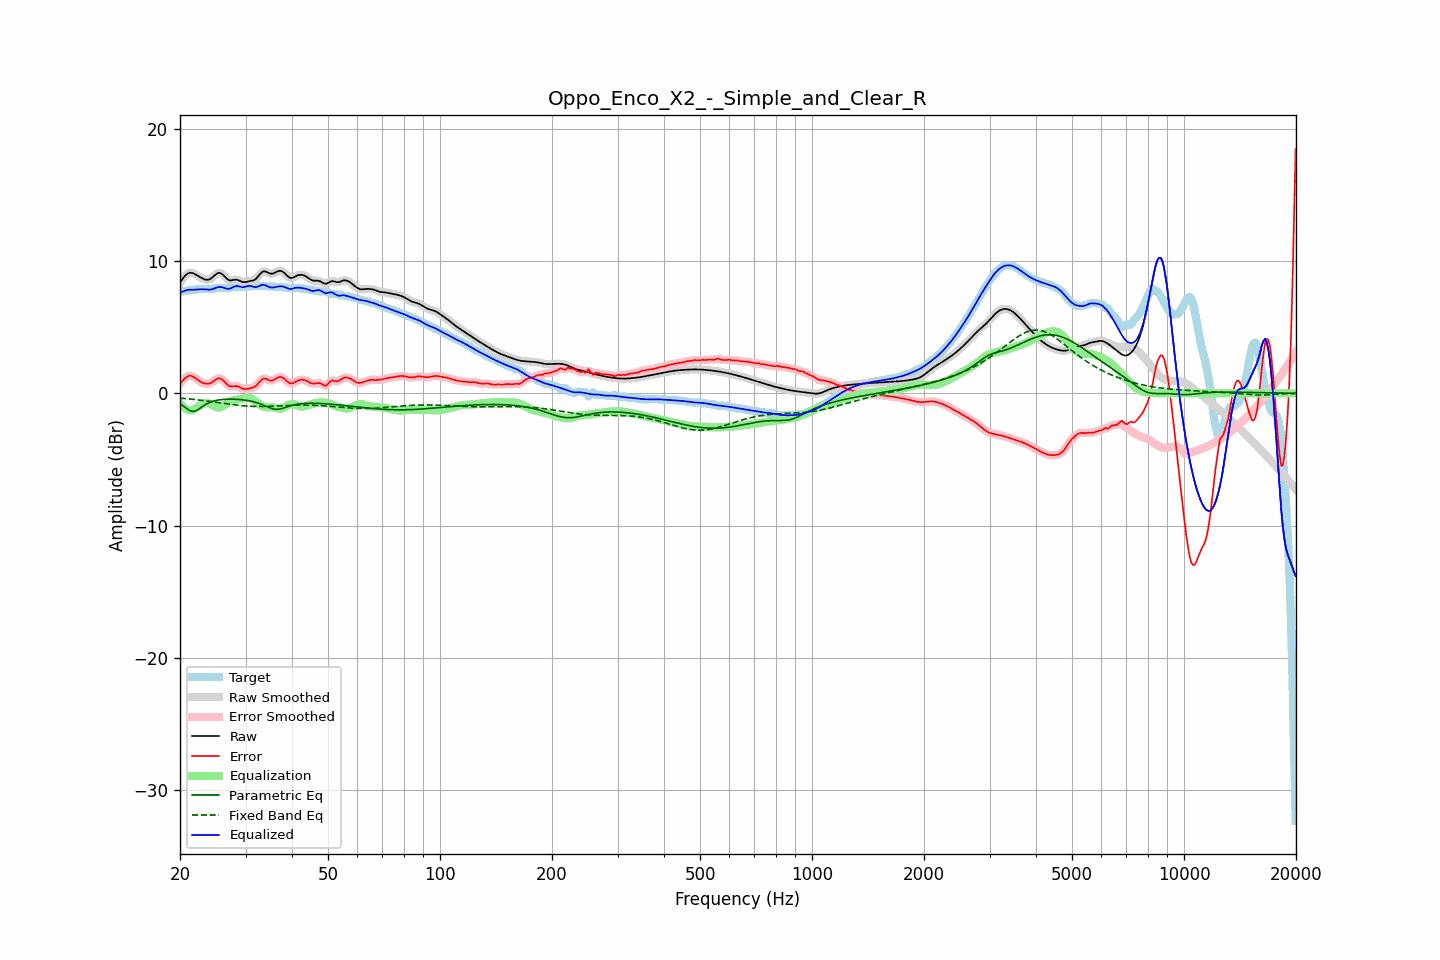 Oppo_Enco_X2_-_Simple_and_Clear_R
20
10
0
−10
−20
−30
Amplitude (dBr)
Target
Raw Smoothed
Error Smoothed
Raw
Error
Equalization
Parametric Eq
Fixed Band Eq
Equalized
20 50 100 200 500 1000 2000 5000 10000 20000
Frequency (Hz)